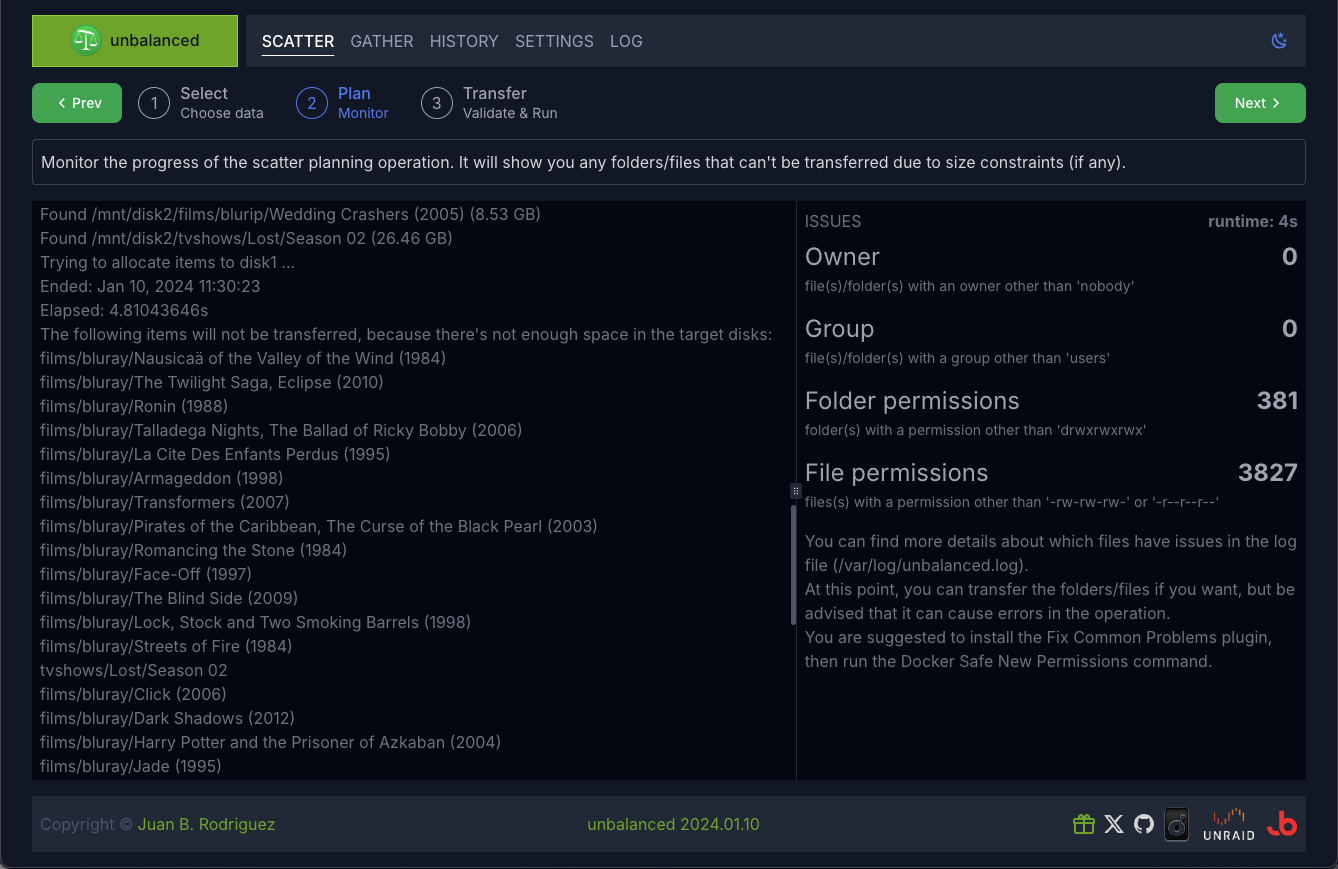 unbalanced
SCATTER GATHER HISTORY SETTINGS LOG
Prev
1 Select
Choose data
2 Plan
Monitor
3 Transfer
Validate & Run
Next
Monitor the progress of the scatter planning operation. It will show you any folders/files that can't be transferred due to size constraints (if any).
Found /mnt/disk2/films/blurip/Wedding Crashers (2005) (8.53 GB)
Found /mnt/disk2/tvshows/Lost/Season 02 (26.46 GB)
Trying to allocate items to disk1 ...
Ended: Jan 10, 2024 11:30:23
Elapsed: 4.81043646s
The following items will not be transferred, because there's not enough space in the target disks:
films/bluray/Nausicaä of the Valley of the Wind (1984)
films/bluray/The Twilight Saga, Eclipse (2010)
films/bluray/Ronin (1988)
films/bluray/Talladega Nights, The Ballad of Ricky Bobby (2006)
films/bluray/La Cite Des Enfants Perdus (1995)
films/bluray/Armageddon (1998)
films/bluray/Transformers (2007)
films/bluray/Pirates of the Caribbean, The Curse of the Black Pearl (2003)
films/bluray/Romancing the Stone (1984)
films/bluray/Face-Off (1997)
films/bluray/The Blind Side (2009)
films/bluray/Lock, Stock and Two Smoking Barrels (1998)
films/bluray/Streets of Fire (1984)
tvshows/Lost/Season 02
films/bluray/Click (2006)
films/bluray/Dark Shadows (2012)
films/bluray/Harry Potter and the Prisoner of Azkaban (2004)
films/bluray/Jade (1995)
ISSUES runtime: 4s
Owner 0
file(s)/folder(s) with an owner other than 'nobody'
Group 0
file(s)/folder(s) with a group other than 'users'
Folder permissions 381
folder(s) with a permission other than 'drwxrwxrwx'
File permissions 3827
files(s) with a permission other than '-rw-rw-rw-' or '-r--r--r--'
You can find more details about which files have issues in the log
file (/var/log/unbalanced.log).
At this point, you can transfer the folders/files if you want, but be
advised that it can cause errors in the operation.
You are suggested to install the Fix Common Problems plugin,
then run the Docker Safe New Permissions command.
Copyright © Juan B. Rodriguez
unbalanced 2024.01.10
UNRAID
jb